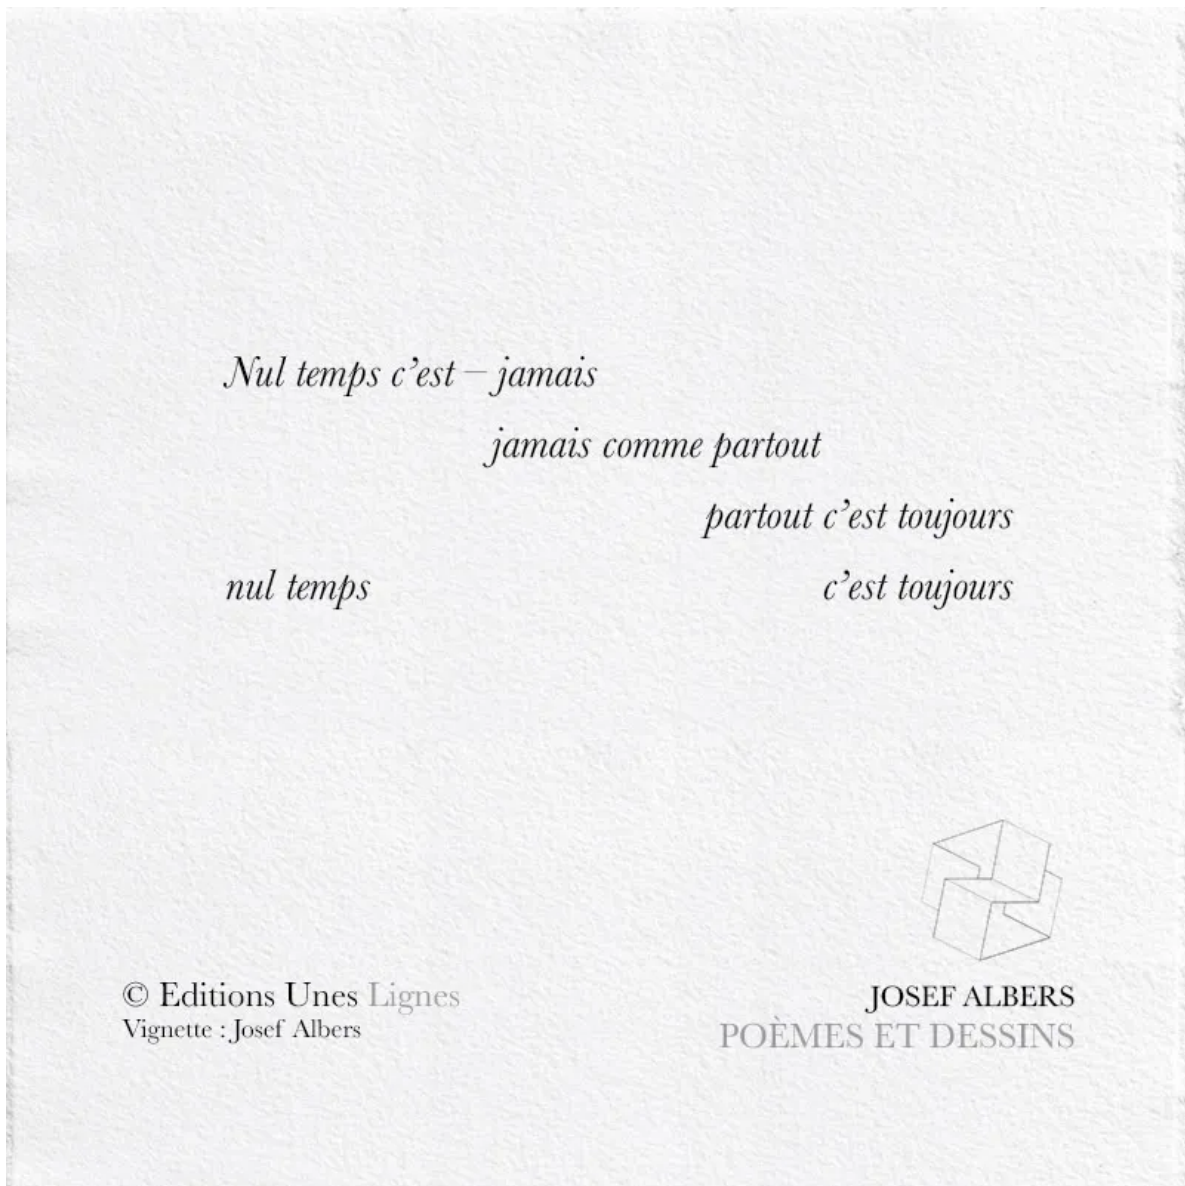 Nul temps c’est – jamais
jamais comme partout
partout c’est toujours
nul temps c’est toujours
© Editions Unes Lignes
Vignette : Josef Albers
JOSEF ALBERS
POÈMES ET DESSINS